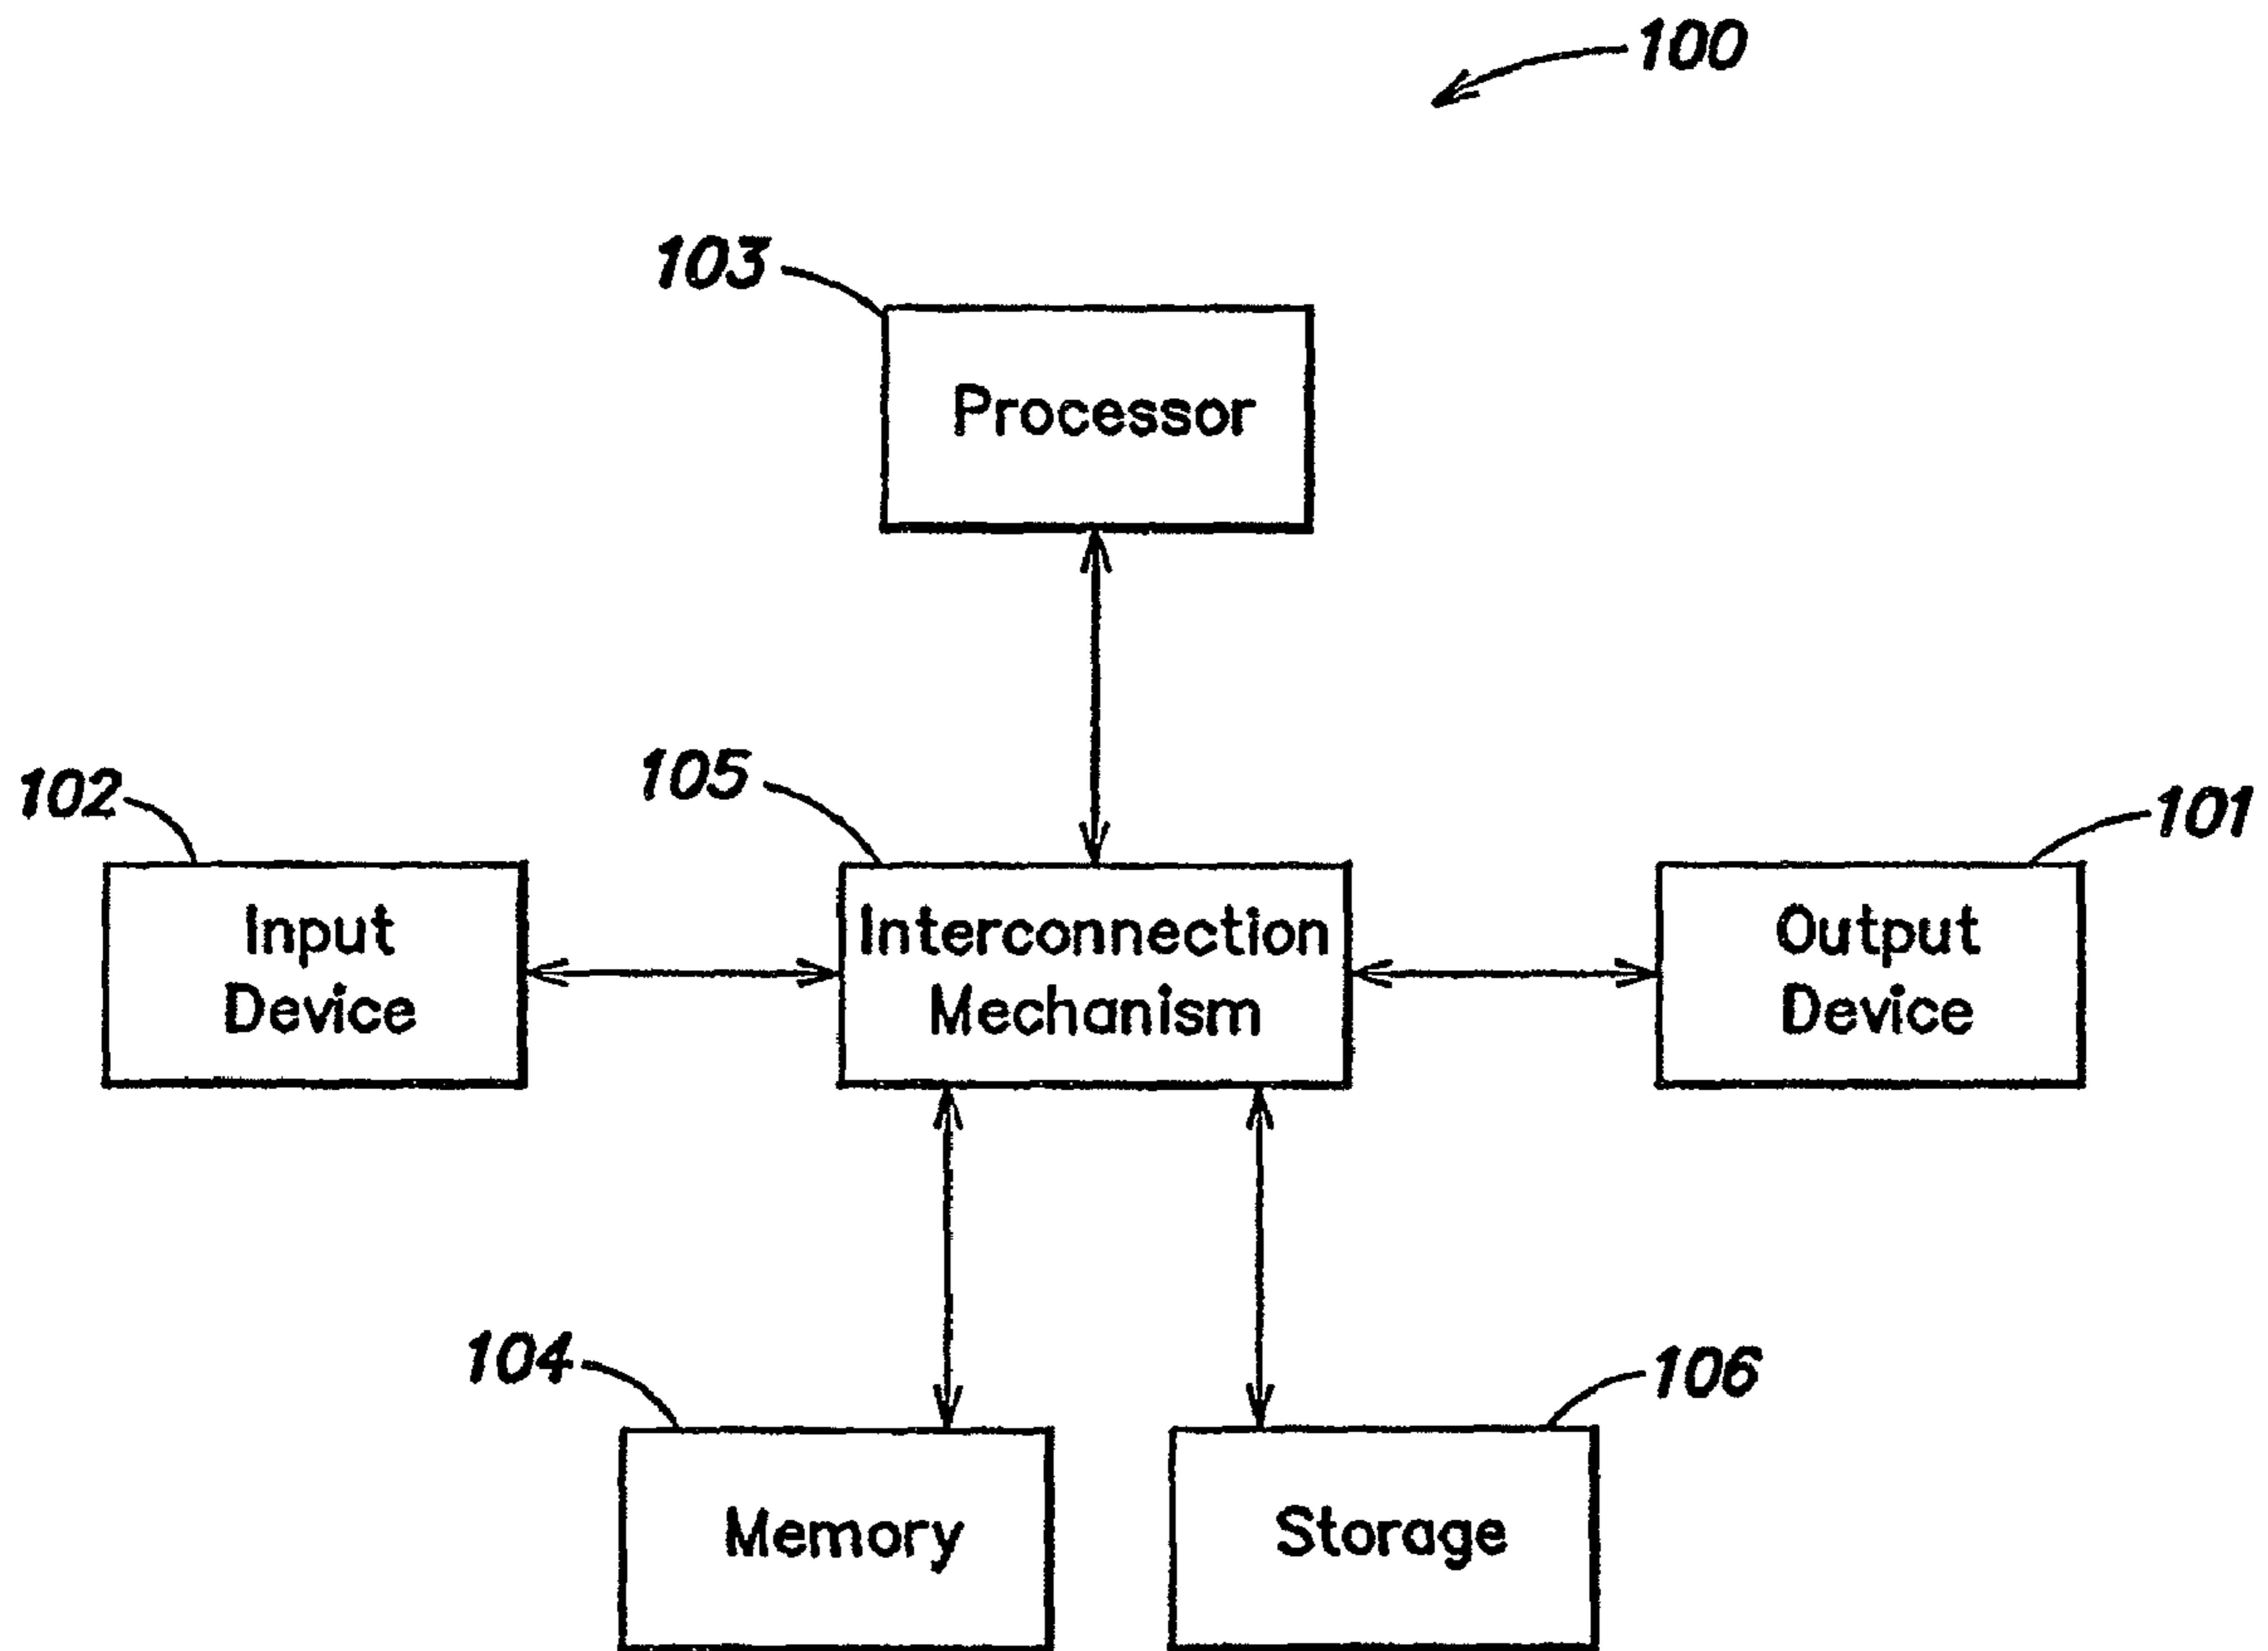 100
103
Processor
102
105
101
Input
Device
Interconnection
Mechanism
Output
Device
104
106
Memory
Storage